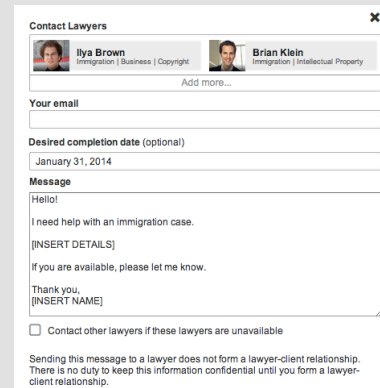 Contact Lawyers
Ilya Brown
Immigration | Business | Copyright
Brian Klein
Immigration | Intellectual Property
Add more...
Your email
Desired completion date (optional)
January 31, 2014
Message
Hello!
I need help with an immigration case.
[INSERT DETAILS]
If you are available, please let me know.
Thank you,
[INSERT NAME]
Contact other lawyers if these lawyers are unavailable
Sending this message to a lawyer does not form a lawyer-client relationship.
There is no duty to keep this information confidential until you form a lawyer-
client relationship.